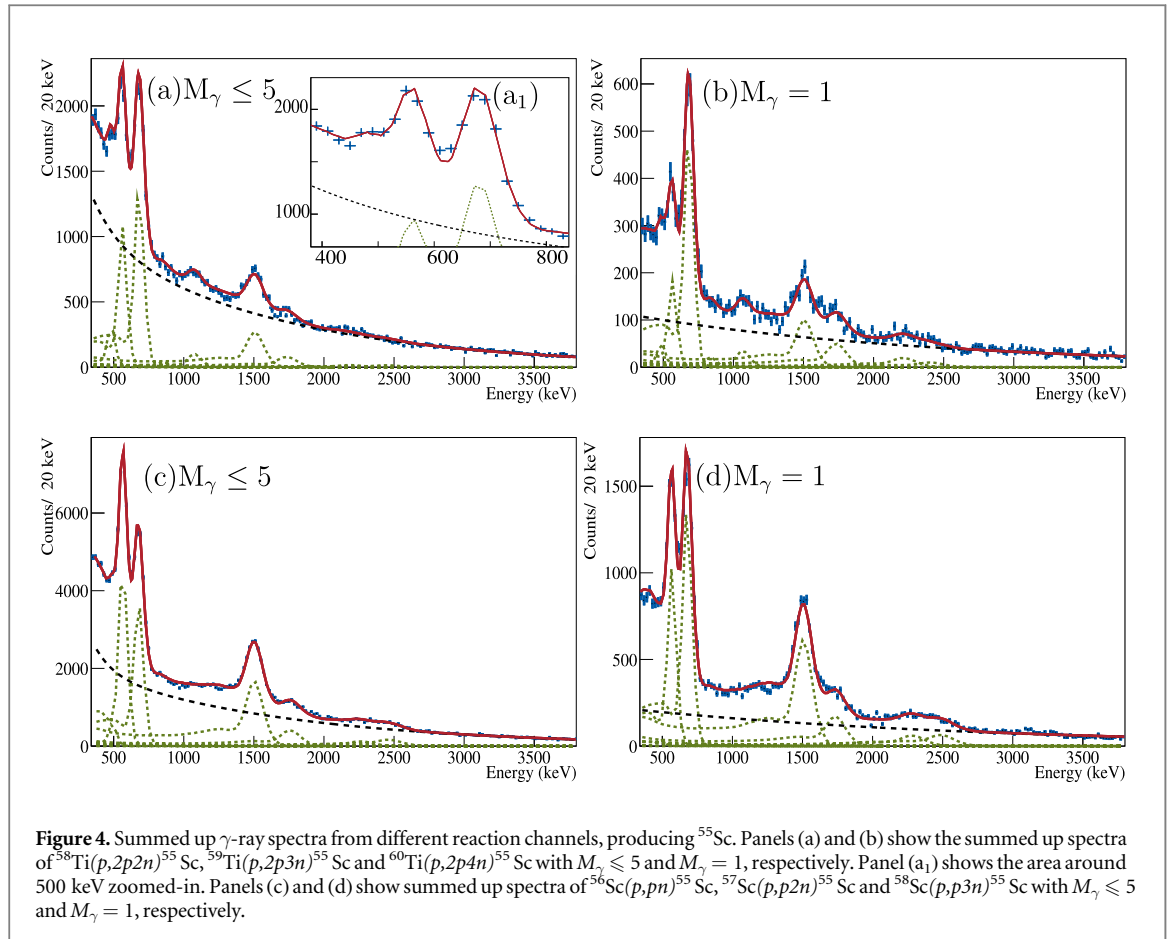 (a)M_γ ≤ 5
(a₁)
Counts/ 20 keV
2000
1500
1000
500
0
500 1000 1500 2000 2500 3000 3500
Energy (keV)
2000
1000
400 600 800
(b)M_γ = 1
Counts/ 20 keV
600
500
400
300
200
100
0
500 1000 1500 2000 2500 3000 3500
Energy (keV)
(c)M_γ ≤ 5
Counts/ 20 keV
6000
4000
2000
0
500 1000 1500 2000 2500 3000 3500
Energy (keV)
(d)M_γ = 1
Counts/ 20 keV
1500
1000
500
0
500 1000 1500 2000 2500 3000 3500
Energy (keV)
Figure 4. Summed up γ-ray spectra from different reaction channels, producing ⁵⁵Sc. Panels (a) and (b) show the summed up spectra
of ⁵⁸Ti(p,2p2n)⁵⁵ Sc, ⁵⁹Ti(p,2p3n)⁵⁵ Sc and ⁶⁰Ti(p,2p4n)⁵⁵ Sc with M_γ ⩽ 5 and M_γ = 1, respectively. Panel (a₁) shows the area around
500 keV zoomed-in. Panels (c) and (d) show summed up spectra of ⁵⁶Sc(p,pn)⁵⁵ Sc, ⁵⁷Sc(p,p2n)⁵⁵ Sc and ⁵⁸Sc(p,p3n)⁵⁵ Sc with M_γ ⩽ 5
and M_γ = 1, respectively.